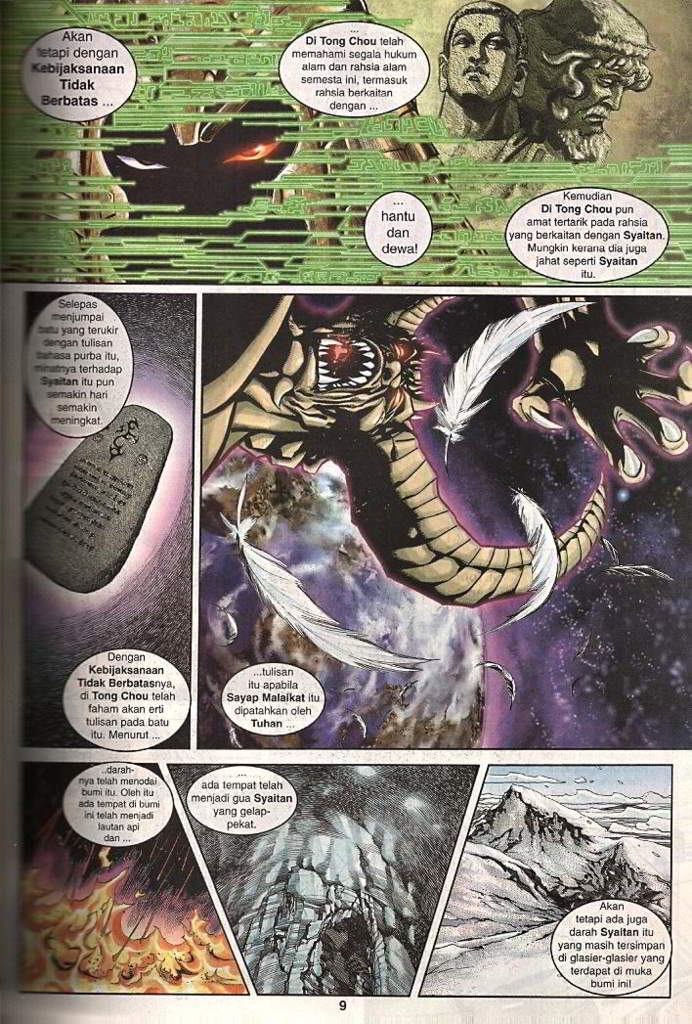 Akan
tetapi dengan
Kebijaksanaan
Tidak
Berbatas ...
...
Di Tong Chou telah
memahami segala hukum
alam dan rahsia alam
semesta ini, termasuk
rahsia berkaitan
dengan ...
...
hantu
dan
dewa!
Kemudian
Di Tong Chou pun
amat tertarik pada rahsia
yang berkaitan dengan Syaitan.
Mungkin kerana dia juga
jahat seperti Syaitan
itu.
Selepas
menjumpai
batu yang terukir
dengan tulisan
bahasa purba itu,
minatnya terhadap
Syaitan itu pun
semakin hari
semakin
meningkat.
Dengan
Kebijaksanaan
Tidak Berbatasnya,
di Tong Chou telah
faham akan erti
tulisan pada batu
itu. Menurut ...
...tulisan
itu apabila
Sayap Malaikat itu
dipatahkan oleh
Tuhan ...
...darah-
nya telah menodai
bumi itu. Oleh itu
ada tempat di bumi
ini telah menjadi
lautan api
dan ...
...
ada tempat telah
menjadi gua Syaitan
yang gelap-
pekat.
Akan
tetapi ada juga
darah Syaitan itu
yang masih tersimpan
di glasier-glasier yang
terdapat di muka
bumi ini!
9